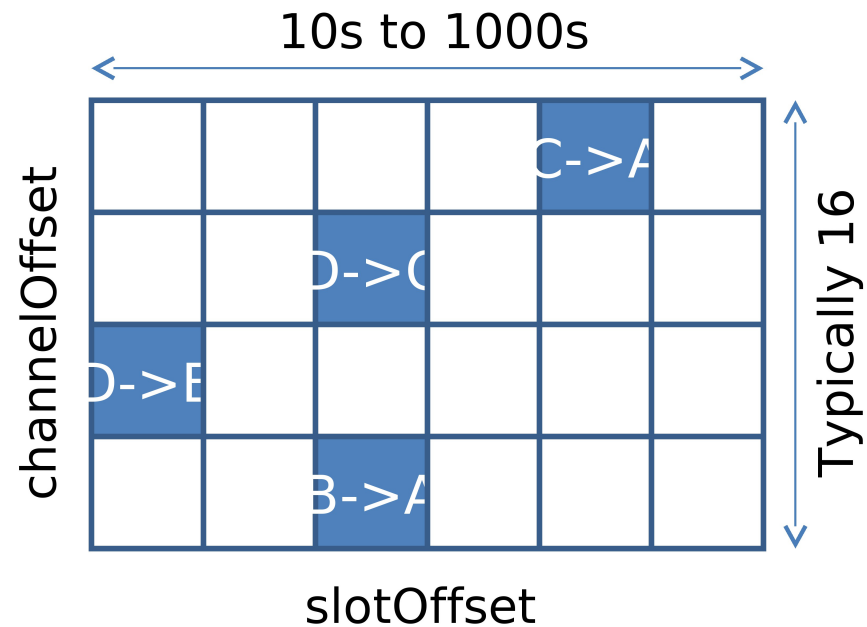 10s to 1000s
channelOffset
C->A
D->C
D->B
B->A
Typically 16
slotOffset